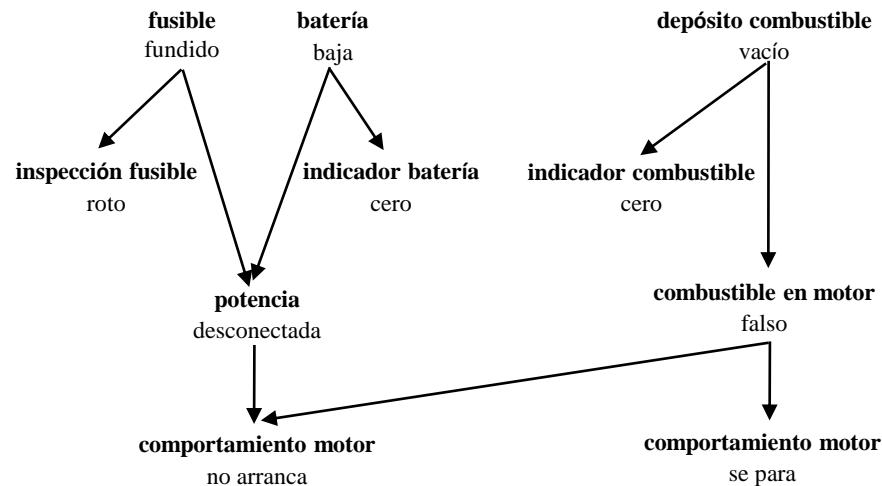 fusible
fundido
batería
baja
depósito combustible
vacío
inspección fusible
roto
indicador batería
cero
indicador combustible
cero
potencia
desconectada
combustible en motor
falso
comportamiento motor
no arranca
comportamiento motor
se para